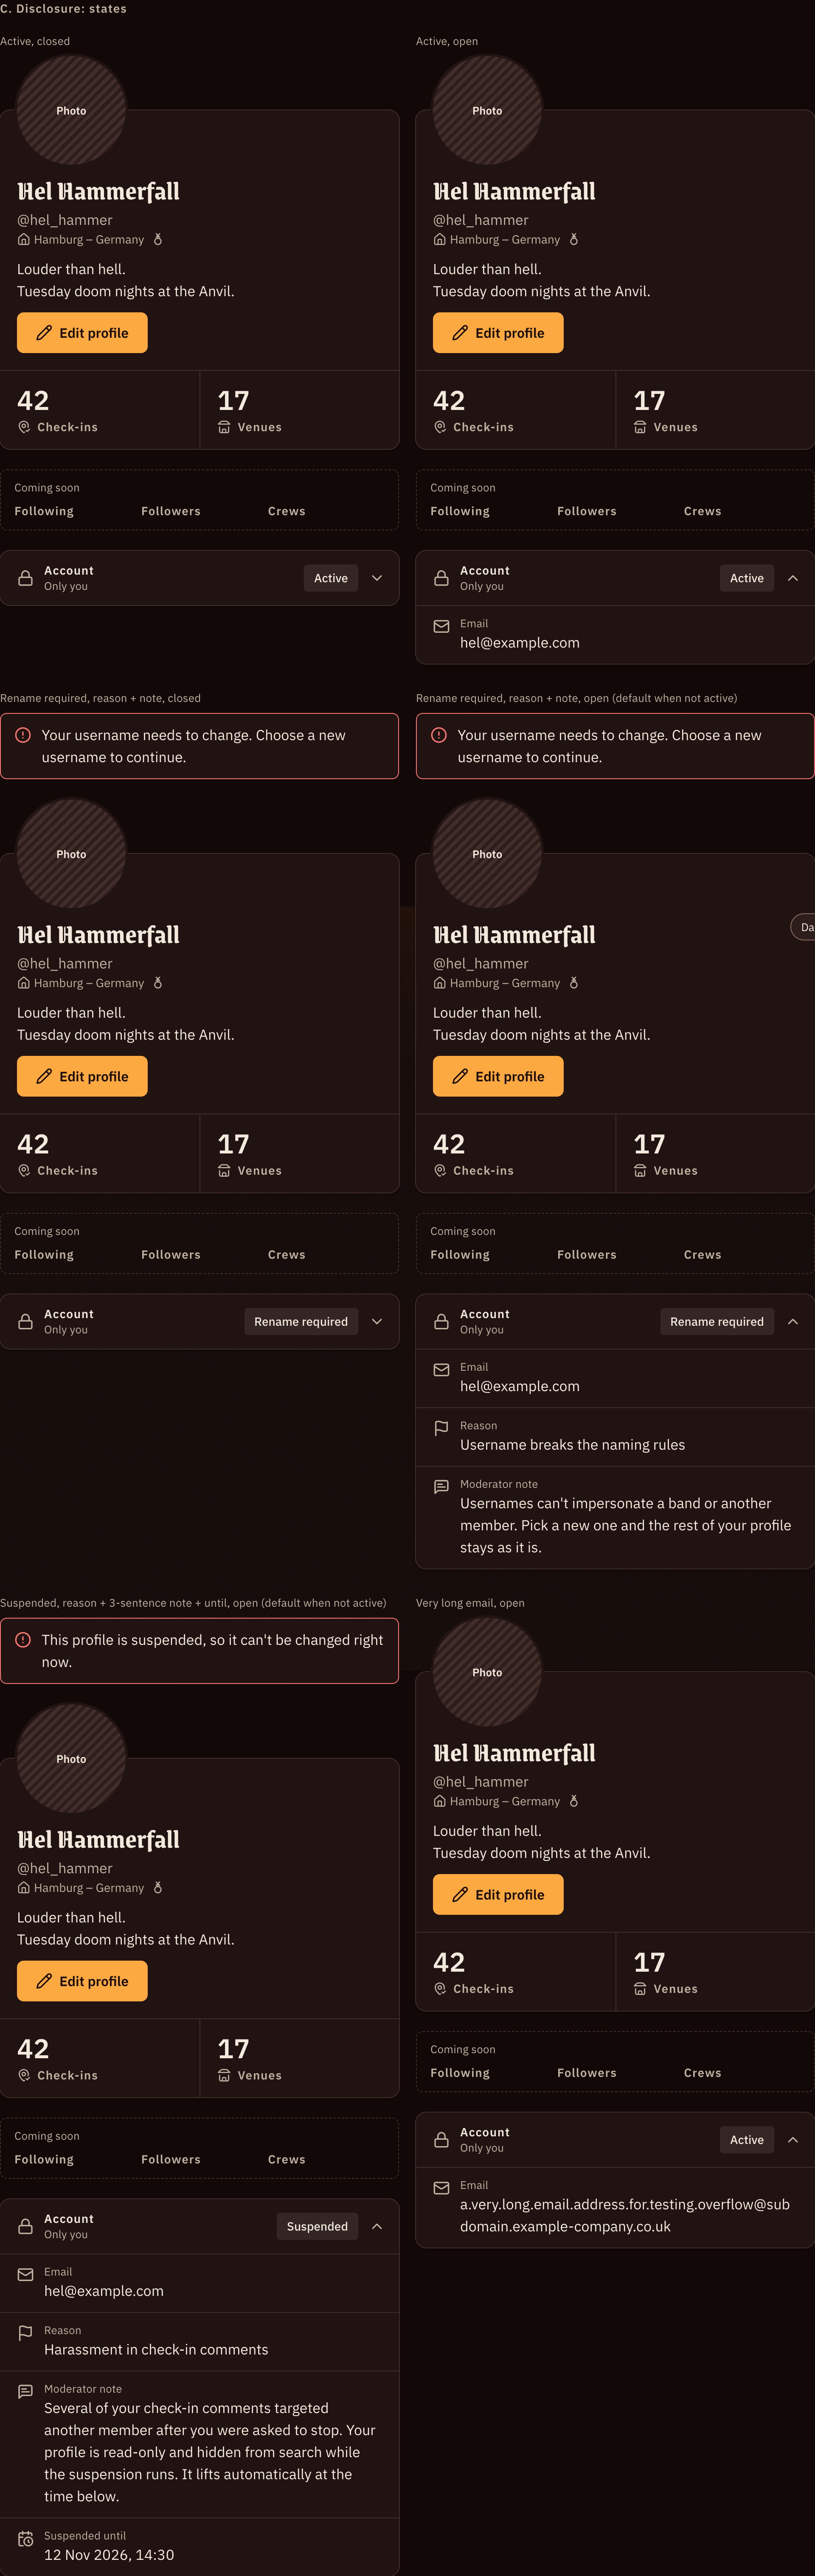 C. Disclosure: states
Active, closed
Photo
Hel Hammerfall
@hel_hammer
Hamburg – Germany
Louder than hell.
Tuesday doom nights at the Anvil.
Edit profile
42
Check-ins
17
Venues
Coming soon
Following Followers Crews
Account
Only you
Active
Active, open
Photo
Hel Hammerfall
@hel_hammer
Hamburg – Germany
Louder than hell.
Tuesday doom nights at the Anvil.
Edit profile
42
Check-ins
17
Venues
Coming soon
Following Followers Crews
Account
Only you
Active
Email
hel@example.com
Rename required, reason + note, closed
Your username needs to change. Choose a new
username to continue.
Photo
Hel Hammerfall
@hel_hammer
Hamburg – Germany
Louder than hell.
Tuesday doom nights at the Anvil.
Edit profile
42
Check-ins
17
Venues
Coming soon
Following Followers Crews
Account
Only you
Rename required
Rename required, reason + note, open (default when not active)
Your username needs to change. Choose a new
username to continue.
Photo
Da
Hel Hammerfall
@hel_hammer
Hamburg – Germany
Louder than hell.
Tuesday doom nights at the Anvil.
Edit profile
42
Check-ins
17
Venues
Coming soon
Following Followers Crews
Account
Only you
Rename required
Email
hel@example.com
Reason
Username breaks the naming rules
Moderator note
Usernames can't impersonate a band or another
member. Pick a new one and the rest of your profile
stays as it is.
Suspended, reason + 3-sentence note + until, open (default when not active)
This profile is suspended, so it can't be changed right
now.
Photo
Hel Hammerfall
@hel_hammer
Hamburg – Germany
Louder than hell.
Tuesday doom nights at the Anvil.
Edit profile
42
Check-ins
17
Venues
Coming soon
Following Followers Crews
Account
Only you
Suspended
Email
hel@example.com
Reason
Harassment in check-in comments
Moderator note
Several of your check-in comments targeted
another member after you were asked to stop. Your
profile is read-only and hidden from search while
the suspension runs. It lifts automatically at the
time below.
Suspended until
12 Nov 2026, 14:30
Very long email, open
Photo
Hel Hammerfall
@hel_hammer
Hamburg – Germany
Louder than hell.
Tuesday doom nights at the Anvil.
Edit profile
42
Check-ins
17
Venues
Coming soon
Following Followers Crews
Account
Only you
Active
Email
a.very.long.email.address.for.testing.overflow@sub
domain.example-company.co.uk